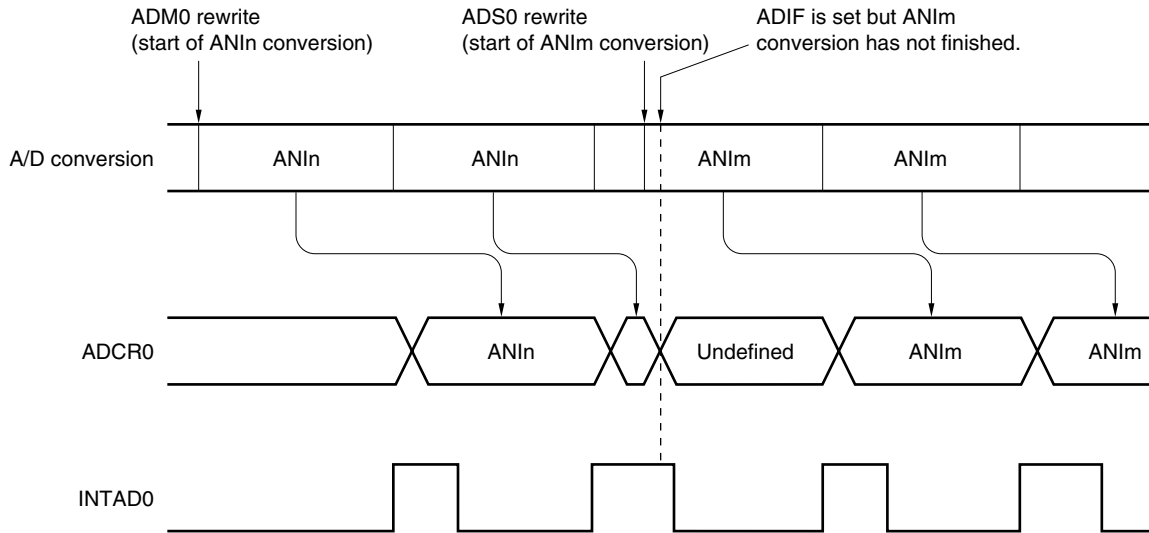 ADM0 rewrite
(start of ANIn conversion)
ADS0 rewrite
(start of ANIm conversion)
ADIF is set but ANIm
conversion has not finished.
A/D conversion
ANIn
ANIn
ANIm
ANIm
ADCR0
ANIn
Undefined
ANIm
ANIm
INTAD0